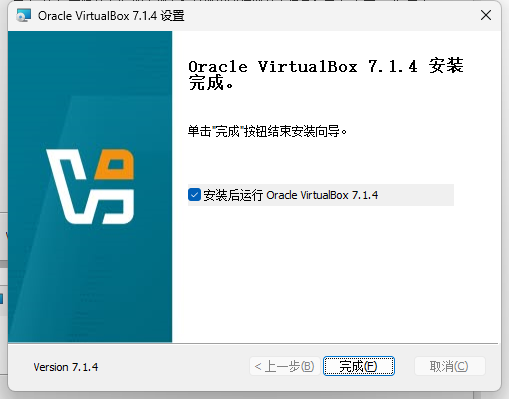 Oracle VirtualBox 7.1.4 设置
Oracle VirtualBox 7.1.4 安装
完成。
单击"完成"按钮结束安装向导。
安装后运行 Oracle VirtualBox 7.1.4
Version 7.1.4
< 上一步(B)
完成(F)
取消(C)